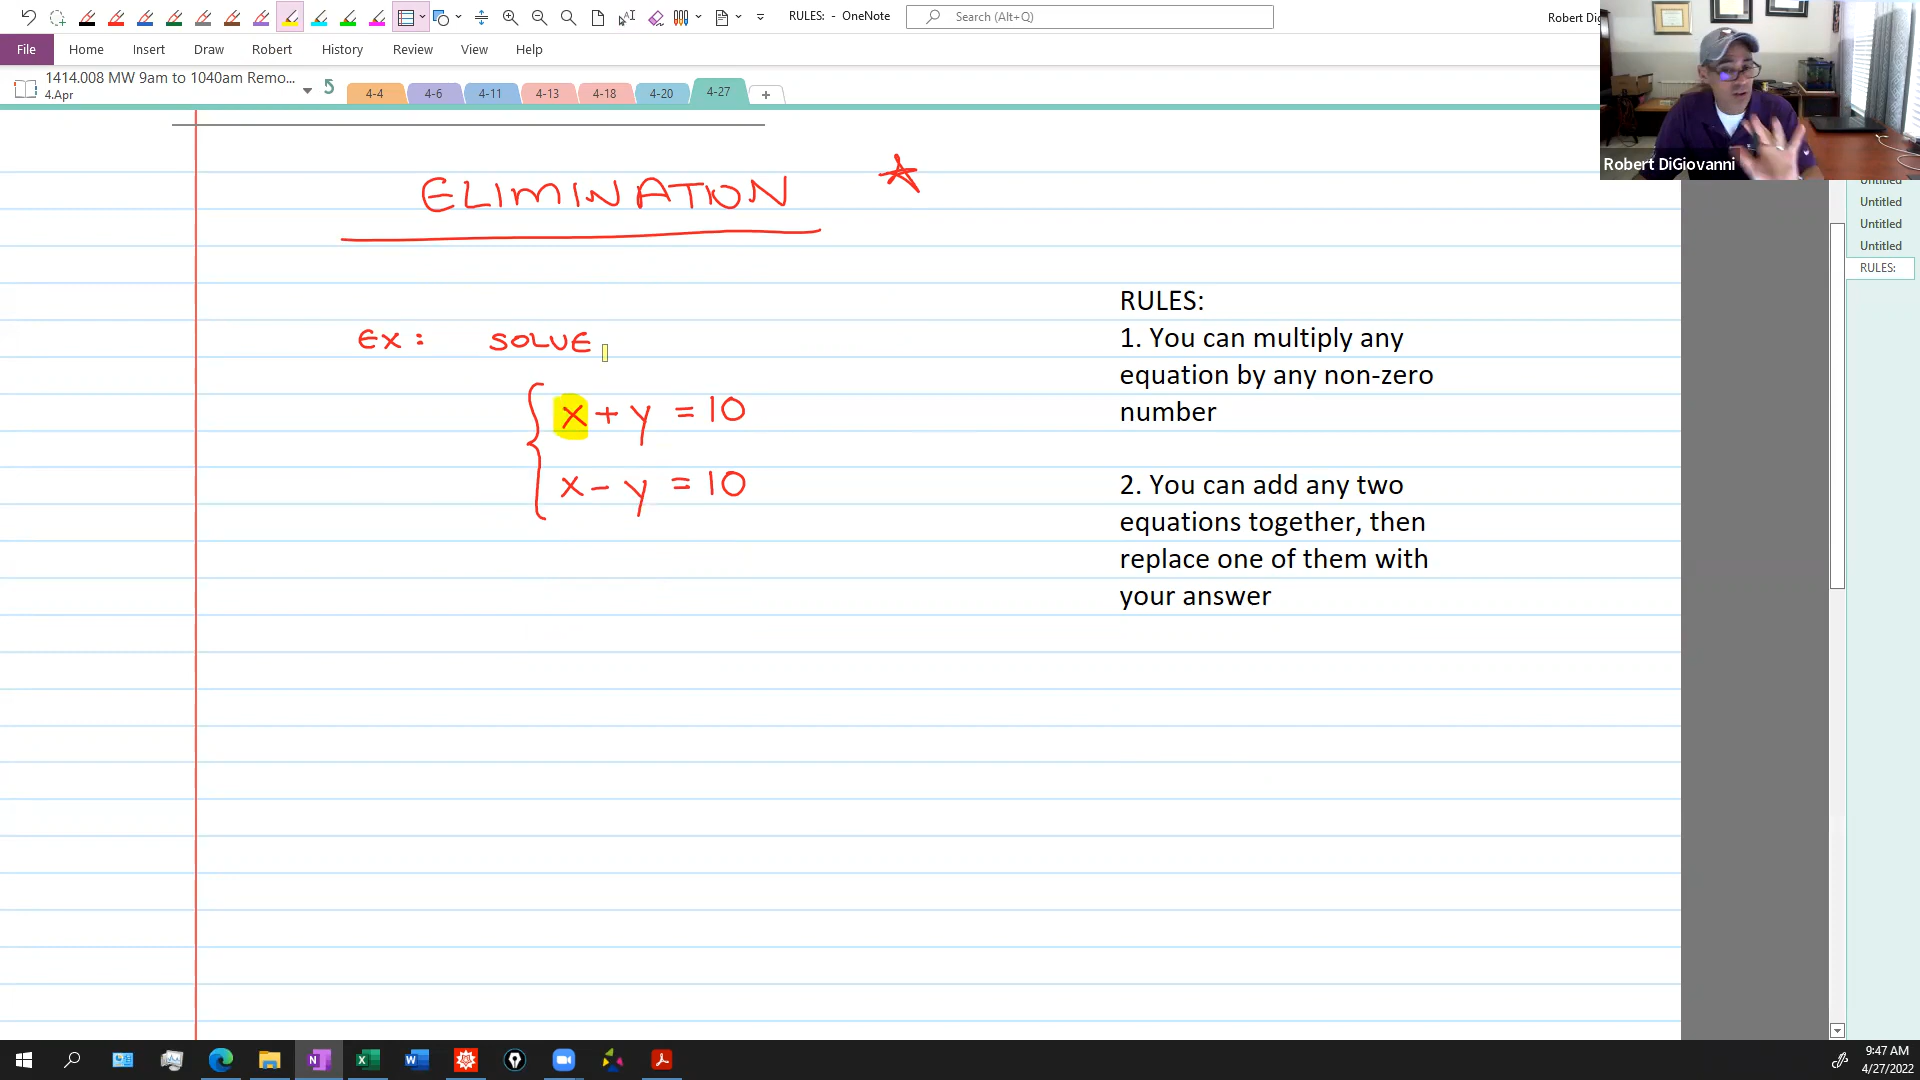 RULES: - OneNote
Search (Alt+Q)
File
Home
Insert
Draw
Robert
History
Review
View
Help
1414.008 MW 9am to 1040am Remo...
4.Apr
4-4
4-6
4-11
4-13
4-18
4-20
4-27
Robert DiGiovanni
Untitled
Untitled
Untitled
Untitled
RULES:
ELIMINATION
EX: SOLVE
x + y = 10
x - y = 10
RULES:
1. You can multiply any
equation by any non-zero
number
2. You can add any two
equations together, then
replace one of them with
your answer
9:47 AM
4/27/2022